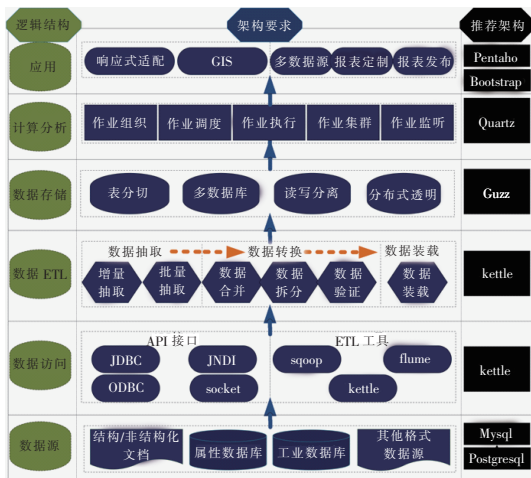 逻辑结构
架构要求
推荐架构
应用
响应式适配
GIS
多数据源
报表定制
报表发布
Pentaho
Bootstrap
计算分析
作业组织
作业调度
作业执行
作业集群
作业监听
Quartz
数据存储
表分切
多数据库
读写分离
分布式透明
Guzz
数据 ETL
数据抽取
数据转换
数据装载
增量
抽取
批量
抽取
数据
合并
数据
拆分
数据
验证
数据
装载
kettle
数据访问
API 接口
JDBC
JNDI
ODBC
socket
ETL 工具
sqoop
flume
kettle
kettle
数据源
结构/非结构化
文档
属性数据库
工业数据库
其他格式
数据源
Mysql
Postgresql